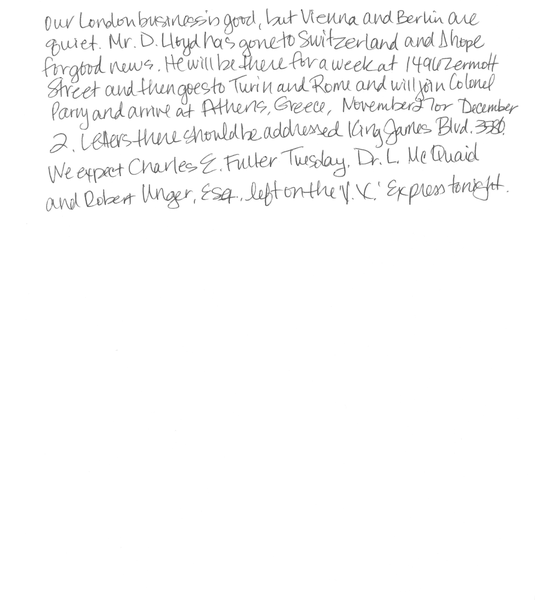 Our London business is good, but Vienna and Berlin are
quiet. Mr. D. Lloyd has gone to Switzerland and I hope
for good news. He will be there for a week at 1496 Zermott
Street and then goes to Turin and Rome and will join Colonel
Parry and arrive at Athens, Greece, November 27 or December
2. Letters there should be addressed King James Blvd. 3580.
We expect Charles E. Fuller Tuesday. Dr. L. McQuaid
and Robert Unger, Esq., left on the 'Y.X.' Express tonight.